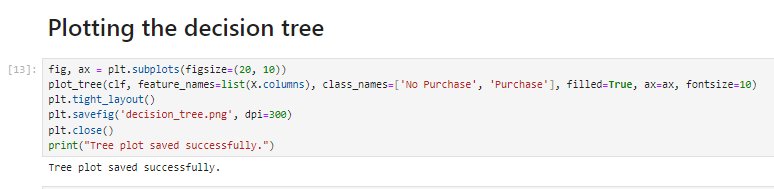 Plotting the decision tree
[13]: fig, ax = plt.subplots(figsize=(20, 10))
plot_tree(clf, feature_names=list(X.columns), class_names=['No Purchase', 'Purchase'], filled=True, ax=ax, fontsize=10)
plt.tight_layout()
plt.savefig('decision_tree.png', dpi=300)
plt.close()
print("Tree plot saved successfully.")
Tree plot saved successfully.